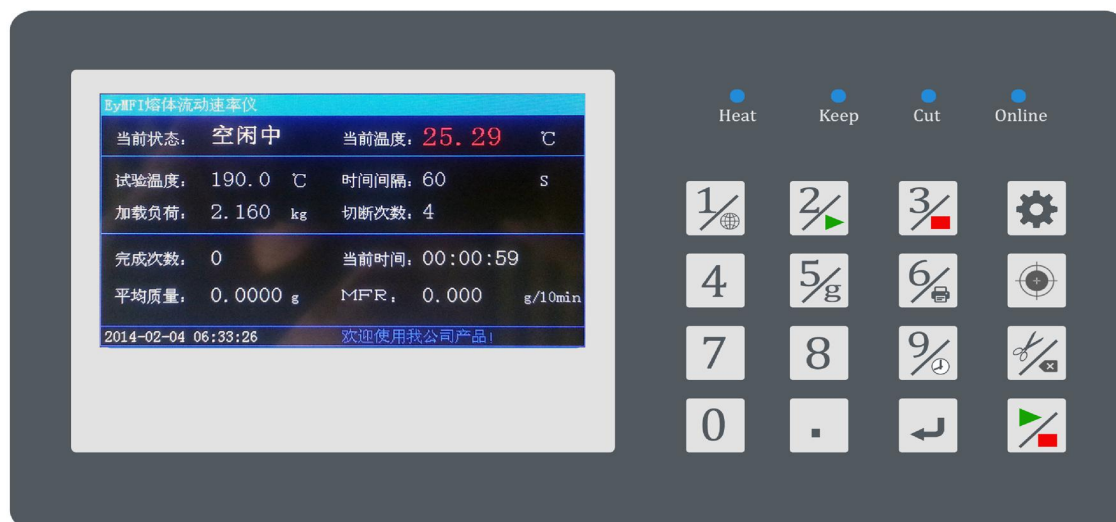 EyMFI熔体流动速率仪
当前状态: 空闲中 当前温度: 25.29 ℃
试验温度: 190.0 ℃ 时间间隔: 60 S
加载负荷: 2.160 kg 切断次数: 4
完成次数: 0 当前时间: 00:00:59
平均质量: 0.0000 g MFR: 0.000 g/10min
2014-02-04 06:33:26 欢迎使用我公司产品!
Heat Keep Cut Online
1 2 3
4 5/g 6
7 8 9
0 .